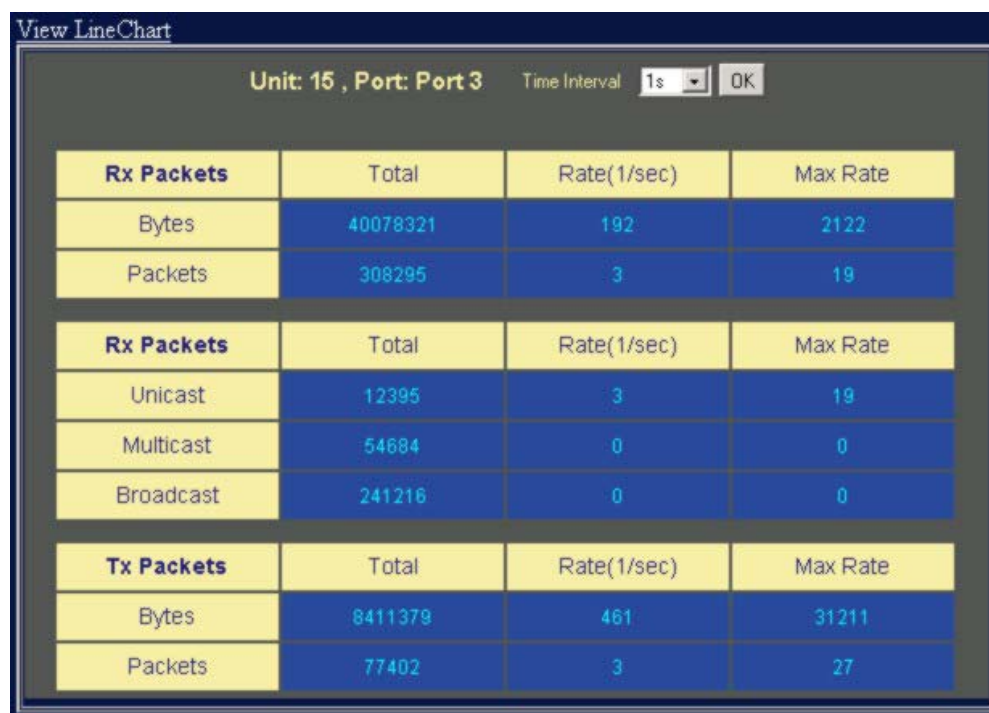 View LineChart
Unit: 15 , Port: Port 3 Time Interval 1s OK
Rx Packets Total Rate(1/sec) Max Rate
Bytes 40078321 192 2122
Packets 308295 3 19
Rx Packets Total Rate(1/sec) Max Rate
Unicast 12395 3 19
Multicast 54684 0 0
Broadcast 241216 0 0
Tx Packets Total Rate(1/sec) Max Rate
Bytes 8411379 461 31211
Packets 77402 3 27